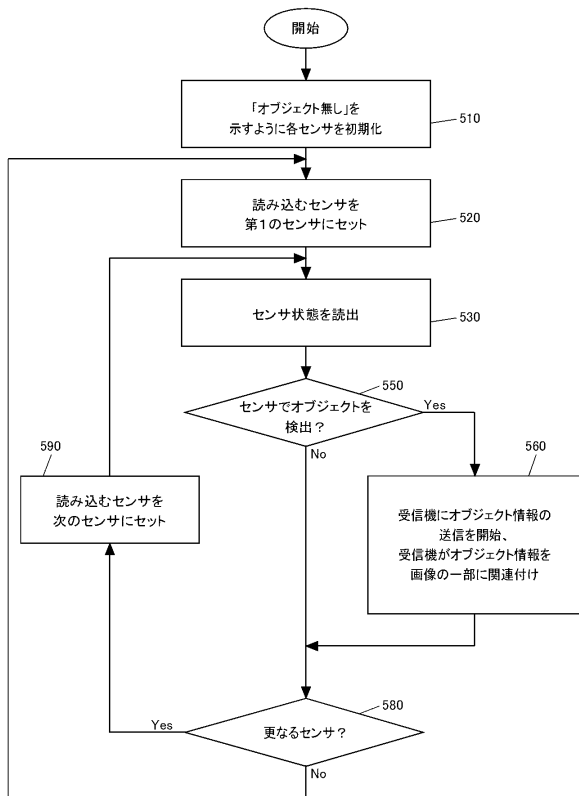 開始
「オブジェクト無し」を
示すように各センサを初期化
510
読み込むセンサを
第1のセンサにセット
520
センサ状態を読出
530
550
センサでオブジェクトを
検出？
Yes
No
590
読み込むセンサを
次のセンサにセット
560
受信機にオブジェクト情報の
送信を開始、
受信機がオブジェクト情報を
画像の一部に関連付け
580
更なるセンサ？
Yes
No